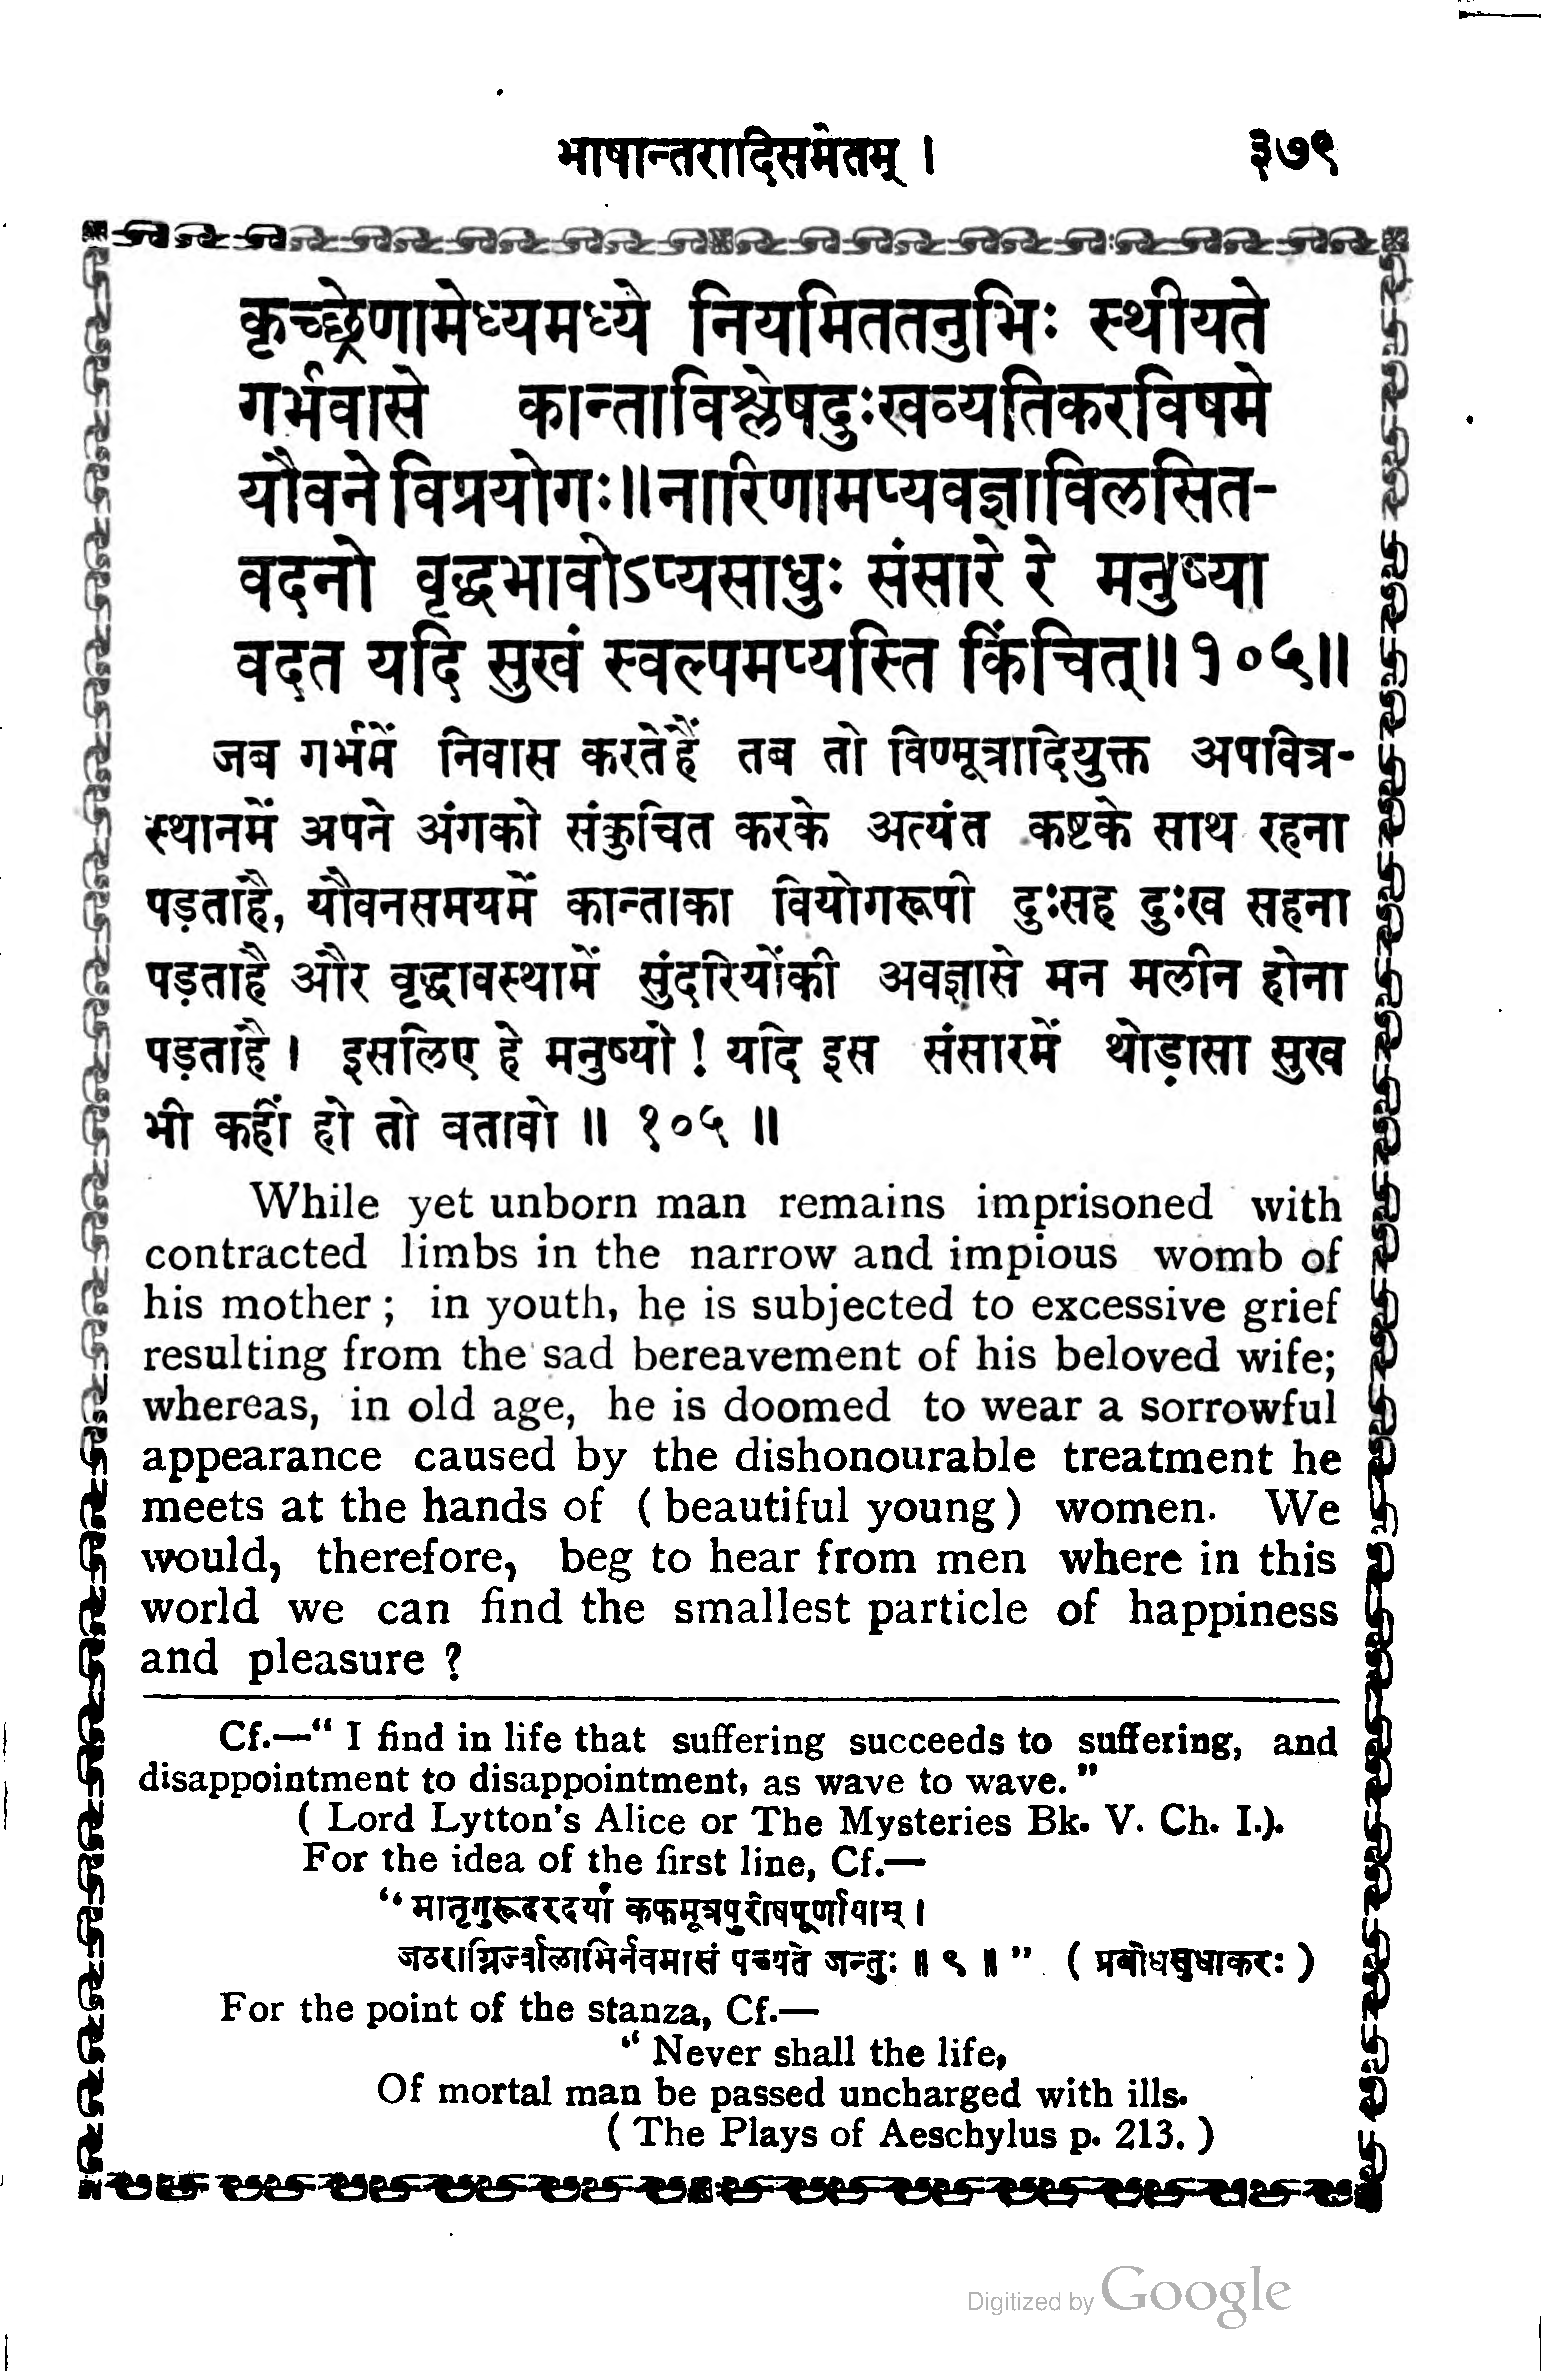 भाषान्तरादिसमेतम् । ३७९
कृच्छ्रेणामेध्यमध्ये नियमिततनुभिः स्थीयते
गर्भवासे कान्ताविश्लेषदुःखव्यतिकरविषमे
यौवने विप्रयोगः॥नारिणामप्यवज्ञाविलसित-
वदनो वृद्धभावोऽप्यसाधुः संसारे रे मनुष्या
वदत यदि सुखं स्वल्पमप्यस्ति किंचित्॥१०५॥
जब गर्भमें निवास करतेहैं तब तो विण्मूत्रादियुक्त अपवित्र-
स्थानमें अपने अंगको संकुचित करके अत्यंत कष्टके साथ रहना
पड़ताहै, यौवनसमयमें कान्ताका वियोगरूपी दुःसह दुःख सहना
पड़ताहै और वृद्धावस्थामें सुंदरियोंकी अवज्ञासे मन मलीन होना
पड़ताहै । इसलिए हे मनुष्यो ! यदि इस संसारमें थोड़ासा सुख
भी कहीं हो तो बतावो ॥ १०५ ॥
While yet unborn man remains imprisoned with
contracted limbs in the narrow and impious womb of
his mother ; in youth, he is subjected to excessive grief
resulting from the sad bereavement of his beloved wife;
whereas, in old age, he is doomed to wear a sorrowful
appearance caused by the dishonourable treatment he
meets at the hands of ( beautiful young ) women. We
would, therefore, beg to hear from men where in this
world we can find the smallest particle of happiness
and pleasure ?
Cf.—“ I find in life that suffering succeeds to suffering, and
disappointment to disappointment, as wave to wave. ”
( Lord Lytton's Alice or The Mysteries Bk. V. Ch. I.).
For the idea of the first line, Cf.—
“ मातृगुरूदरदर्यां कफमूत्रपुरीषपूर्णायाम् ।
जठराग्निज्वालाभिर्नवमासं पच्यते जन्तुः ॥ ९ ॥ ” ( प्रबोधसुधाकरः )
For the point of the stanza, Cf.—
“ Never shall the life,
Of mortal man be passed uncharged with ills.
( The Plays of Aeschylus p. 213. )
Digitized by Google